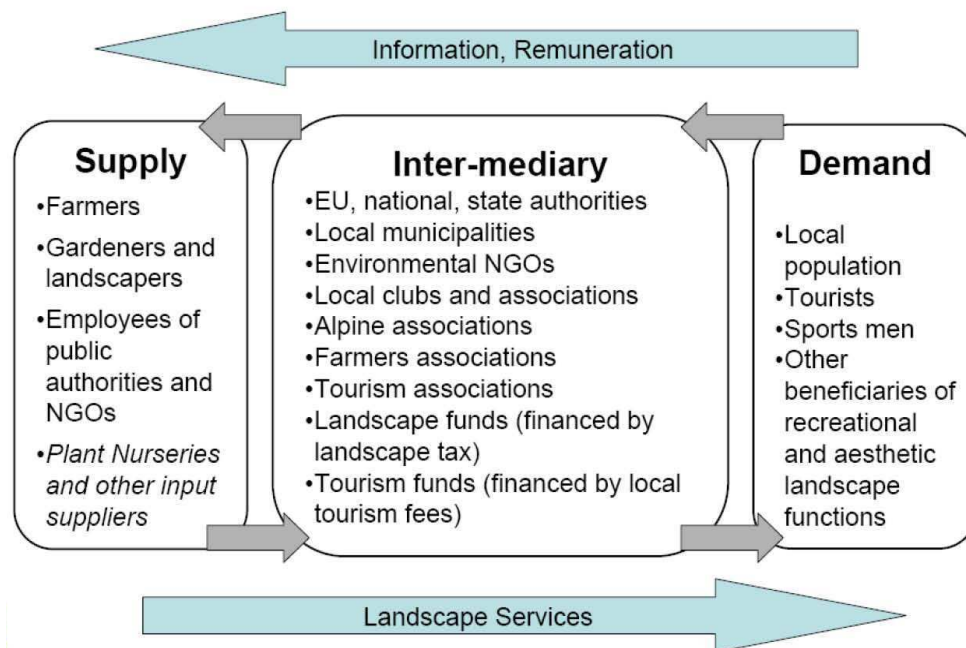 Information, Remuneration
Supply
•Farmers
•Gardeners and
landscapers
•Employees of
public
authorities and
NGOs
•Plant Nurseries
and other input
suppliers
Inter-mediary
•EU, national, state authorities
•Local municipalities
•Environmental NGOs
•Local clubs and associations
•Alpine associations
•Farmers associations
•Tourism associations
•Landscape funds (financed by
landscape tax)
•Tourism funds (financed by local
tourism fees)
Demand
•Local
population
•Tourists
•Sports men
•Other
beneficiaries of
recreational
and aesthetic
landscape
functions
Landscape Services